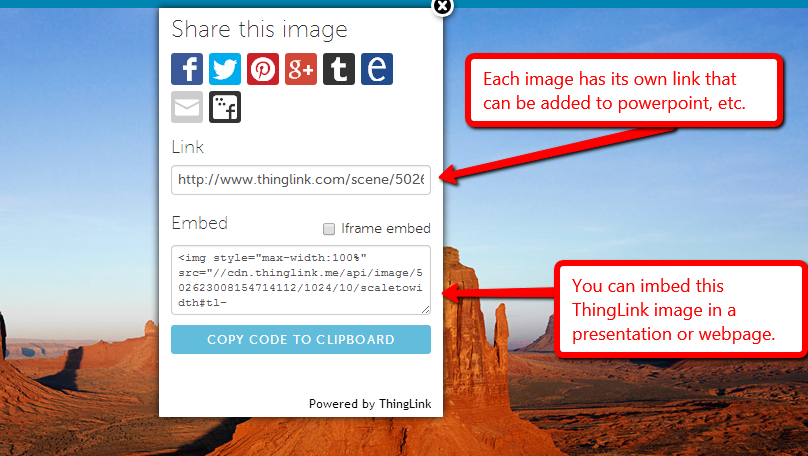 Share this image
Link
http://www.thinglink.com/scene/5026
Embed
Iframe embed
<img style="max-width:100%"
src="//cdn.thinglink.me/api/image/5
02623008154714112/1024/10/scaletowi
dth#tl-
COPY CODE TO CLIPBOARD
Powered by ThingLink
Each image has its own link that
can be added to powerpoint, etc.
You can imbed this
ThingLink image in a
presentation or webpage.